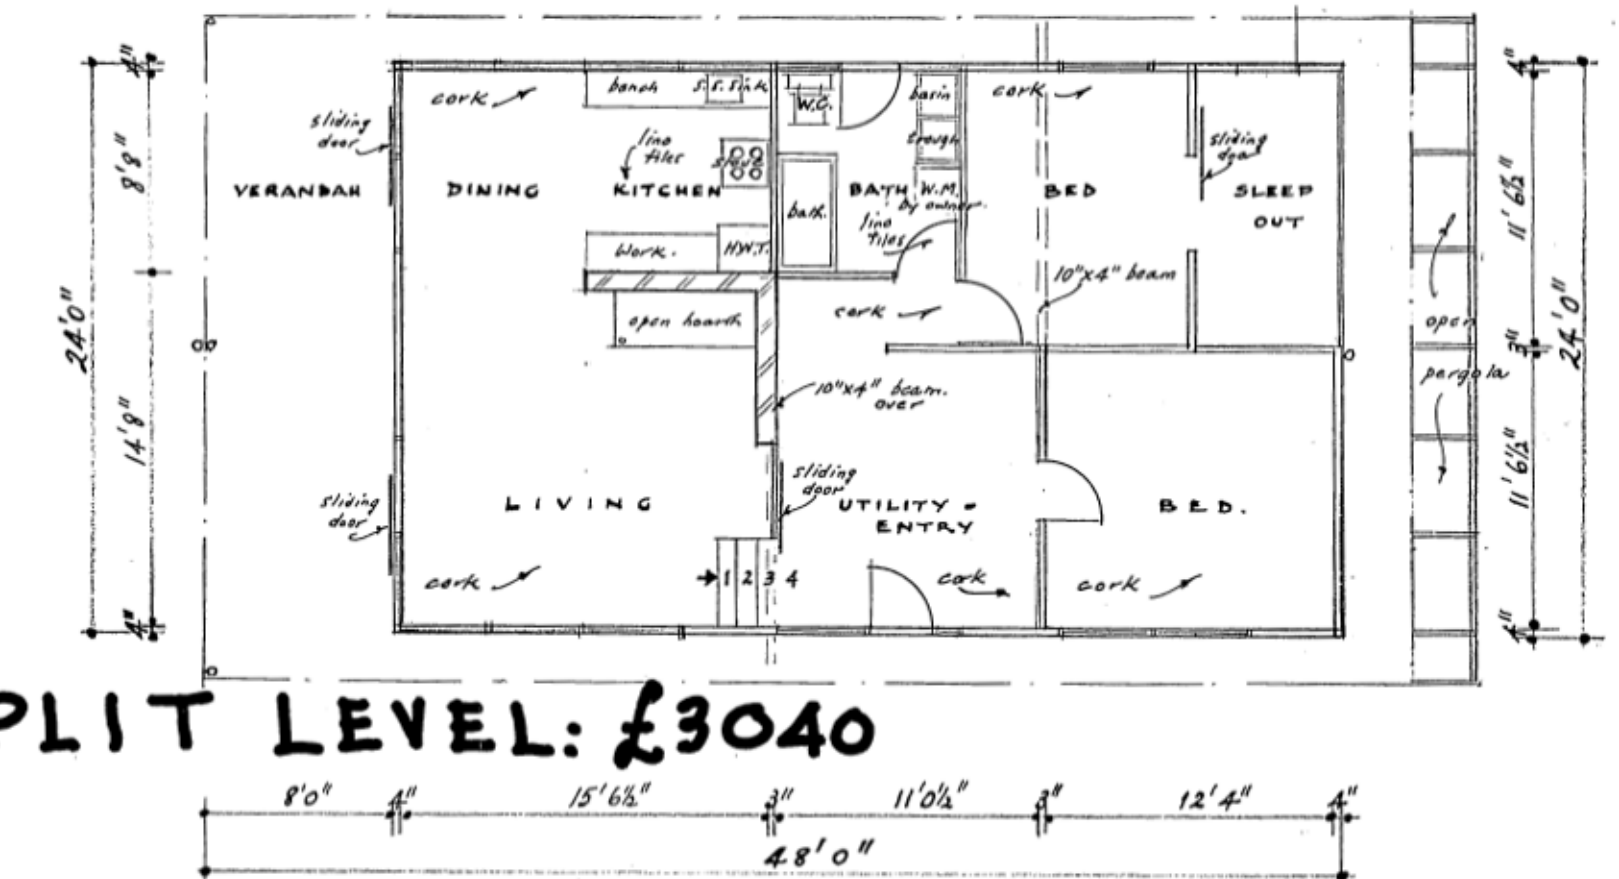 cork
bench
s.s. sink
W.C.
basin
cork
sliding
door
lino
tiles
stove
trough
sliding
door
VERANDAH
DINING
KITCHEN
BATH
W.M.
by owner.
BED
SLEEP
OUT
bath.
lino
tiles
work.
H.W.T.
10"x4" beam
open hearth
cork
open
pergola
10"x4" beam.
over
sliding
door
LIVING
sliding
door
UTILITY -
ENTRY
BED.
cork
1 2 3 4
cork
cork
4"
8'8"
24'0"
14'8"
4"
4"
11'6½"
3"
24'0"
11'6½"
4"
PLIT LEVEL: £3040
8'0" 4" 15'6½" 3" 11'0½" 3" 12'4" 4"
48'0"